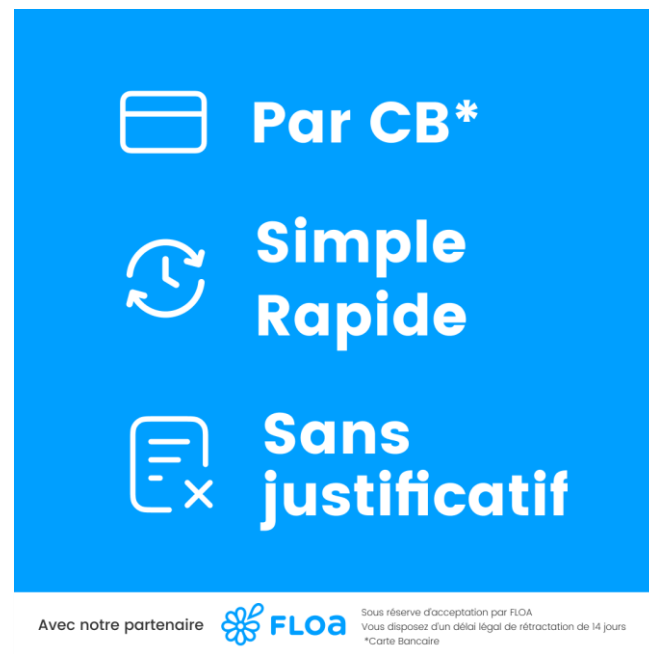 Par CB*
Simple
Rapide
Sans
justificatif
Avec notre partenaire
FLOa
Sous réserve d'acceptation par FLOA
Vous disposez d'un délai légal de rétractation de 14 jours
*Carte Bancaire